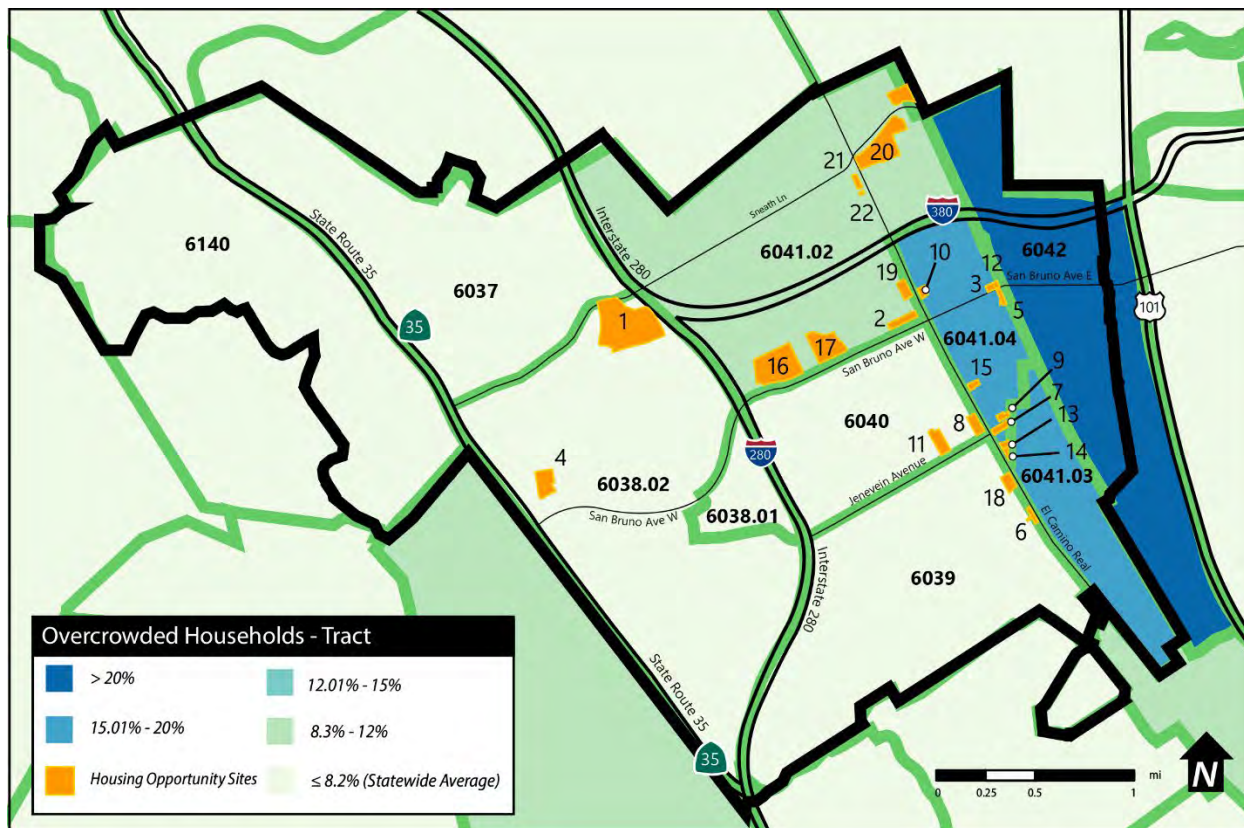 21
20
Sneath Ln
22
380
Interstate 280
State Route 35
6140
6037
6041.02
10
12
6042
San Bruno Ave E
19
3
5
101
35
1
2
6041.04
16
17
San Bruno Ave W
15
9
7
13
14
8
6040
11
280
4
6038.02
Jenevein Avenue
6041.03
18
6
El Camino Real
San Bruno Ave W
6038.01
6039
Interstate 280
State Route 35
35
Overcrowded Households - Tract
> 20%
12.01% - 15%
15.01% - 20%
8.3% - 12%
Housing Opportunity Sites
≤ 8.2% (Statewide Average)
mi
0 0.25 0.5 1
N